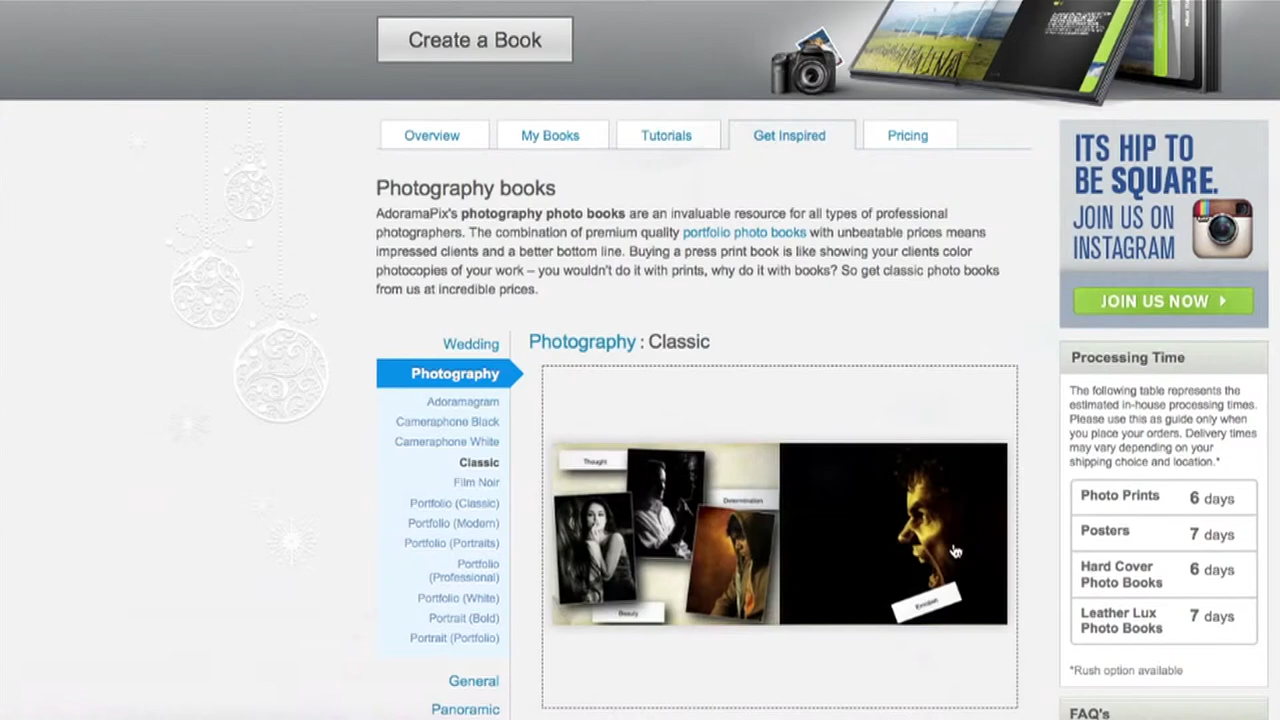 Create a Book
Overview
My Books
Tutorials
Get Inspired
Pricing
Photography books
AdoramaPix's photography photo books are an invaluable resource for all types of professional
photographers. The combination of premium quality portfolio photo books with unbeatable prices means
impressed clients and a better bottom line. Buying a press print book is like showing your clients color
photocopies of your work – you wouldn't do it with prints, why do it with books? So get classic photo books
from us at incredible prices.
Wedding
Photography
Adoramagram
Cameraphone Black
Cameraphone White
Classic
Film Noir
Portfolio (Classic)
Portfolio (Modern)
Portfolio (Portraits)
Portfolio
(Professional)
Portfolio (White)
Portrait (Bold)
Portrait (Portfolio)
General
Panoramic
Photography : Classic
Thought
Determination
Beauty
Emotion
ITS HIP TO
BE SQUARE.
JOIN US ON
INSTAGRAM
JOIN US NOW
Processing Time
The following table represents the
estimated in-house processing times.
Please use this as guide only when
you place your orders. Delivery times
may vary depending on your
shipping choice and location.*
Photo Prints 6 days
Posters 7 days
Hard Cover
Photo Books 6 days
Leather Lux
Photo Books 7 days
*Rush option available
FAQ's